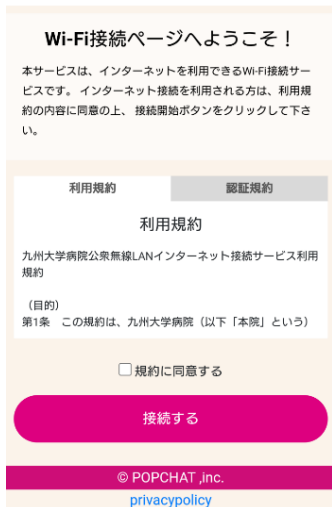 Wi-Fi接続ページへようこそ！
本サービスは、インターネットを利用できるWi-Fi接続サー
ビスです。 インターネット接続を利用される方は、利用規
約の内容に同意の上、 接続開始ボタンをクリックして下さ
い。
利用規約 認証規約
利用規約
九州大学病院公衆無線LANインターネット接続サービス利用
規約
（目的）
第1条　この規約は、九州大学病院（以下「本院」という）
規約に同意する
接続する
© POPCHAT ,inc.
privacypolicy